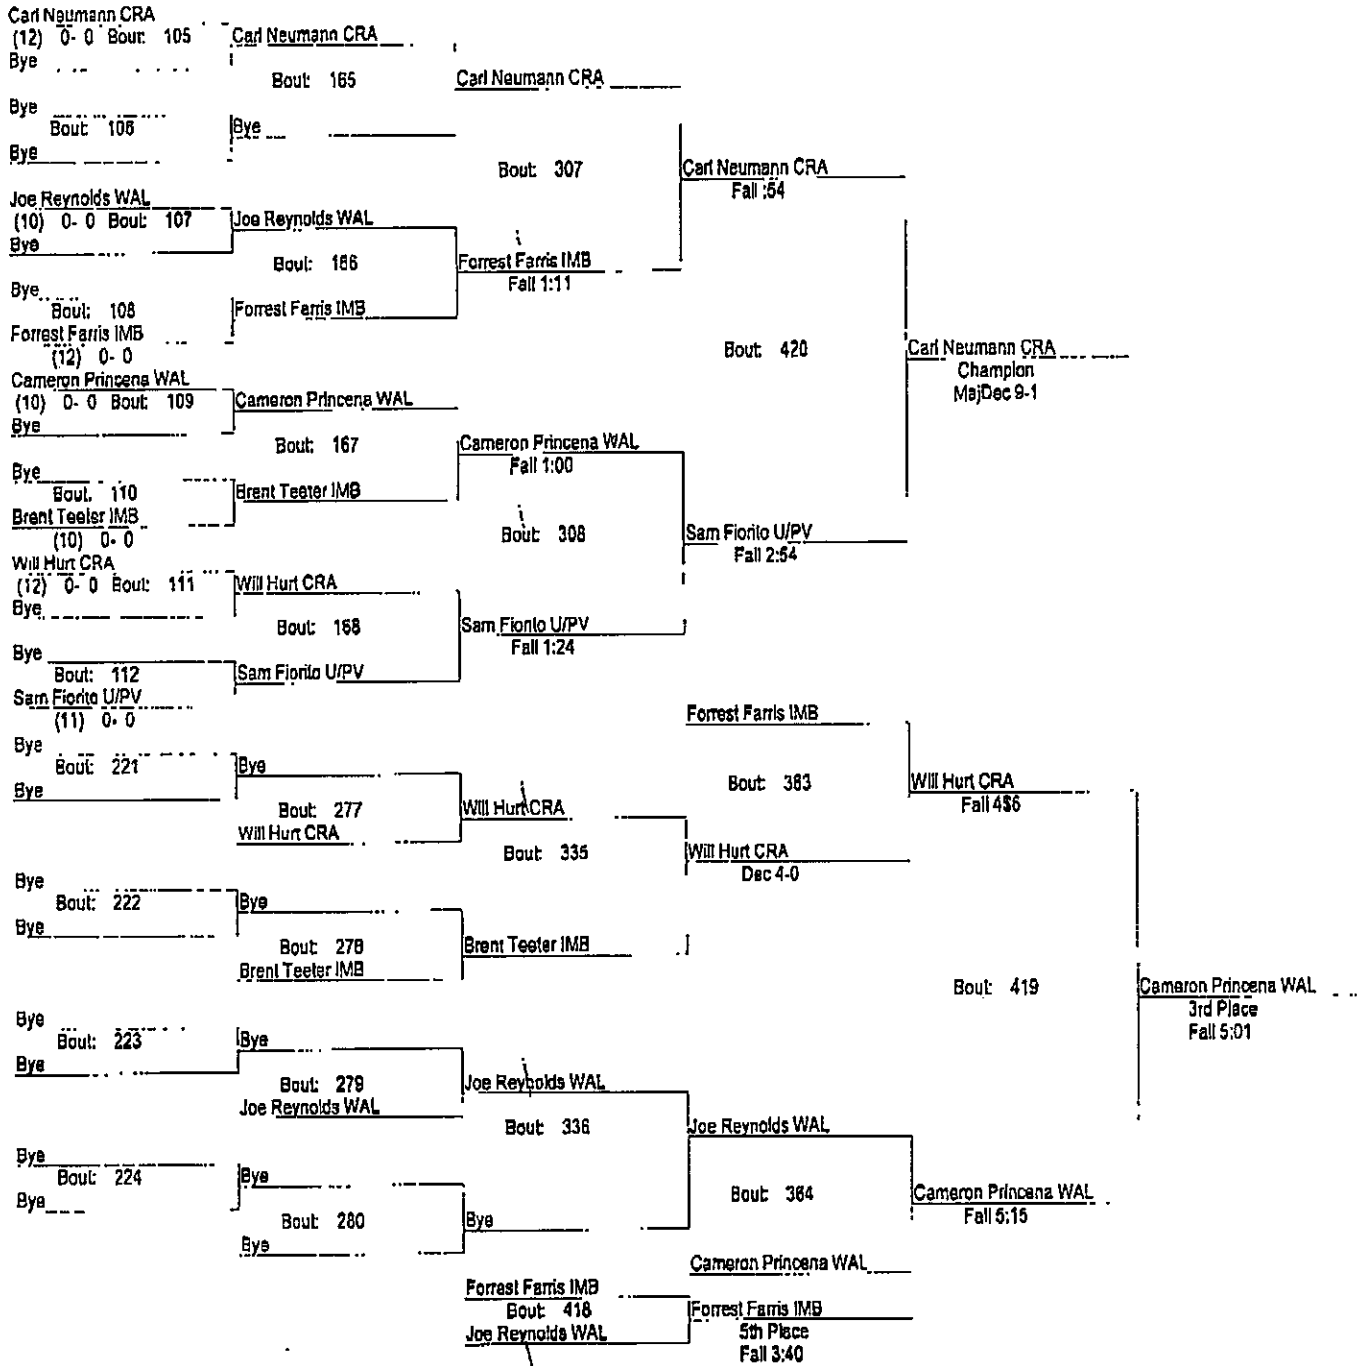 Carl Neumann CRA
(12) 0- 0 Bout: 105
Bye
Carl Neumann CRA
Bout: 165
Carl Neumann CRA
Bye
Bout: 106
Bye
Bye
Bout: 307
Carl Neumann CRA
Fall :54
Joe Reynolds WAL
(10) 0- 0 Bout: 107
Bye
Joe Reynolds WAL
Bout: 166
Forrest Farris IMB
Fall 1:11
Bye
Bout: 108
Forrest Farris IMB
(12) 0- 0
Forrest Farris IMB
Bout: 420
Carl Neumann CRA
Champion
MajDec 9-1
Cameron Princena WAL
(10) 0- 0 Bout: 109
Bye
Cameron Princena WAL
Bout: 167
Cameron Princena WAL
Fall 1:00
Bye
Bout. 110
Brent Teeter IMB
(10) 0- 0
Brent Teeter IMB
Bout: 308
Sam Fiorito U/PV
Fall 2:54
Will Hurt CRA
(12) 0- 0 Bout: 111
Bye
Will Hurt CRA
Bout: 168
Sam Fiorito U/PV
Fall 1:24
Bye
Bout: 112
Sam Fiorito U/PV
(11) 0- 0
Sam Fiorito U/PV
Forrest Farris IMB
Bye
Bout: 221
Bye
Bye
Bout: 277
Will Hurt CRA
Will Hurt CRA
Bout: 383
Will Hurt CRA
Fall 4$6
Bout: 335
Will Hurt CRA
Dec 4-0
Bye
Bout: 222
Bye
Bye
Bout: 278
Brent Teeter IMB
Brent Teeter IMB
Bout: 419
Cameron Princena WAL
3rd Place
Fall 5:01
Bye
Bout: 223
Bye
Bye
Bout: 279
Joe Reynolds WAL
Joe Reynolds WAL
Bout: 336
Joe Reynolds WAL
Bye
Bout: 224
Bye
Bye
Bout: 280
Bye
Bye
Bout: 364
Cameron Princena WAL
Fall 5:15
Cameron Princena WAL
Forrest Farris IMB
Bout: 418
Joe Reynolds WAL
Forrest Farris IMB
5th Place
Fall 3:40